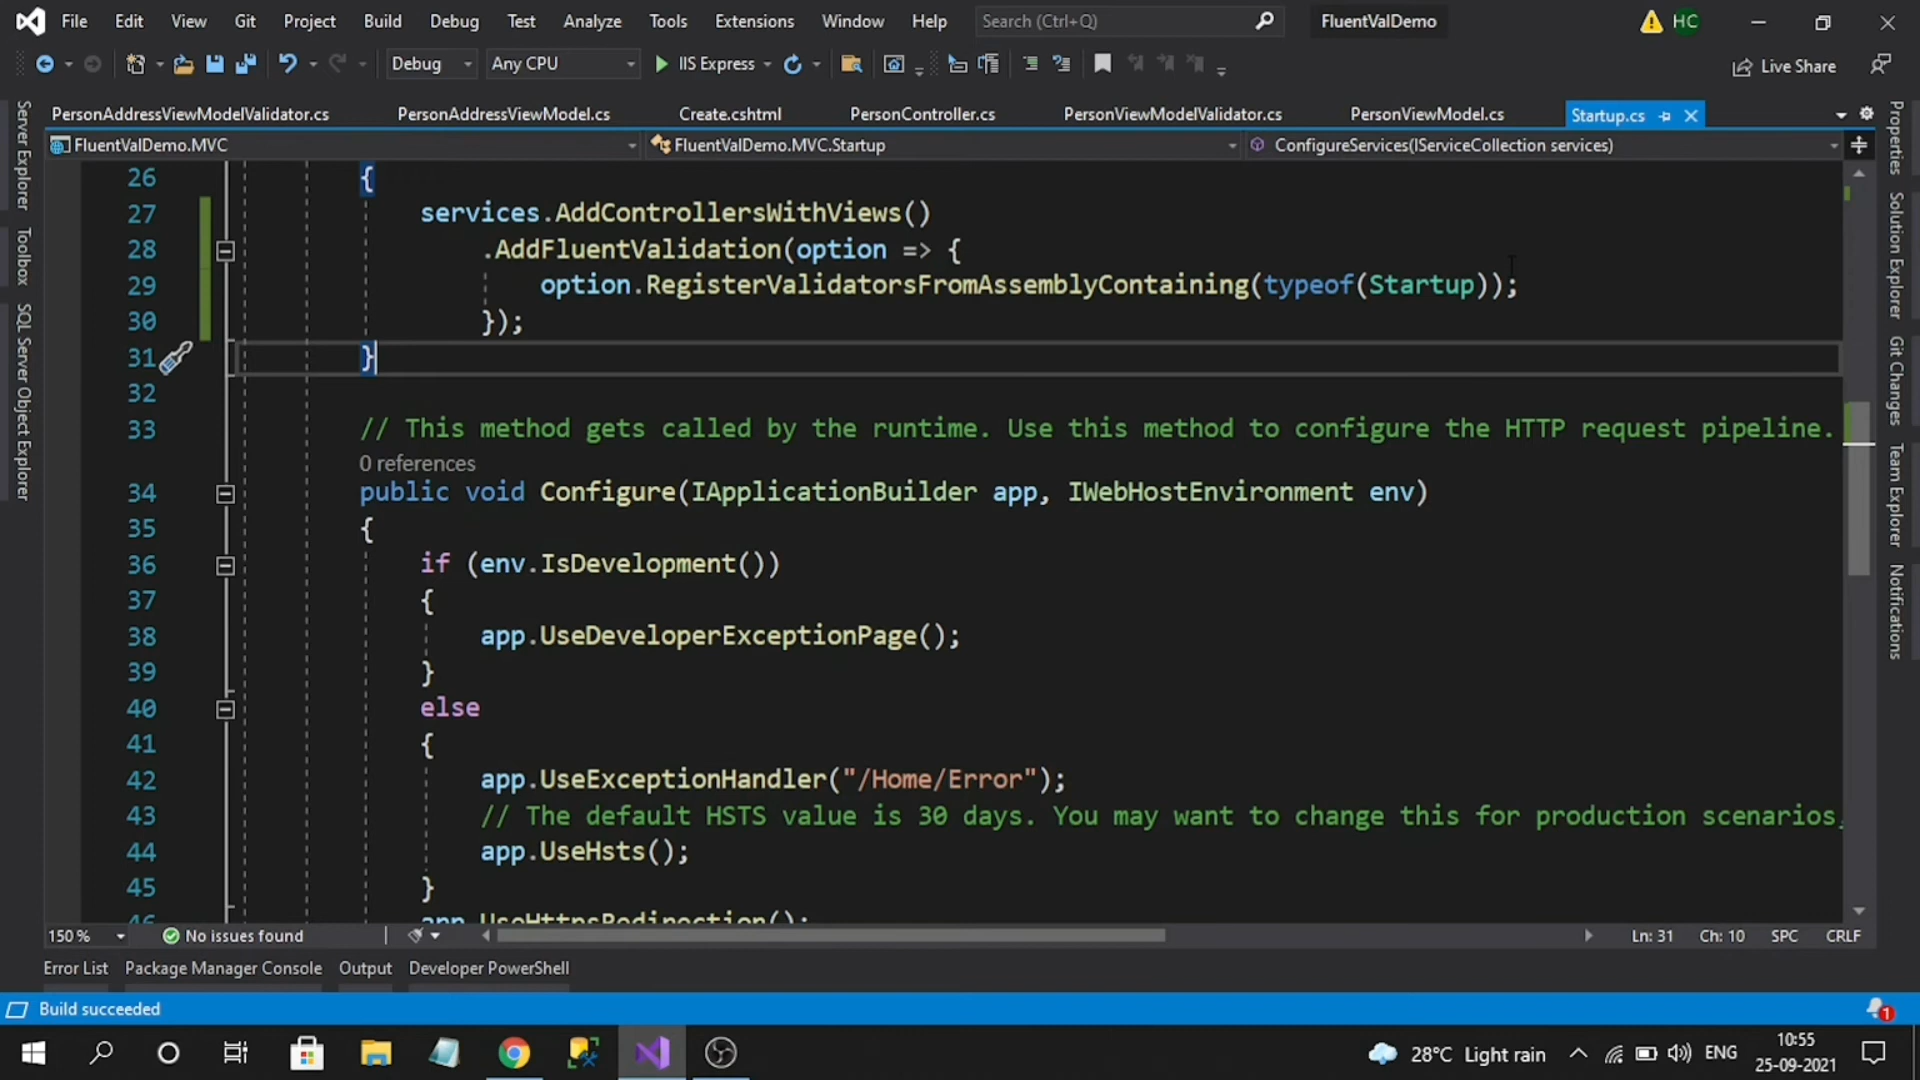 File Edit View Git Project Build Debug Test Analyze Tools Extensions Window Help Search (Ctrl+Q) FluentValDemo HC
Debug Any CPU IIS Express Live Share
PersonAddressViewModelValidator.cs PersonAddressViewModel.cs Create.cshtml PersonController.cs PersonViewModelValidator.cs PersonViewModel.cs Startup.cs
FluentValDemo.MVC FluentValDemo.MVC.Startup ConfigureServices(IServiceCollection services)
Server Explorer
Toolbox
SQL Server Object Explorer
26 {
27 services.AddControllersWithViews()
28 .AddFluentValidation(option => {
29 option.RegisterValidatorsFromAssemblyContaining(typeof(Startup));
30 });
31 }
32
33 // This method gets called by the runtime. Use this method to configure the HTTP request pipeline.
0 references
34 public void Configure(IApplicationBuilder app, IWebHostEnvironment env)
35 {
36 if (env.IsDevelopment())
37 {
38 app.UseDeveloperExceptionPage();
39 }
40 else
41 {
42 app.UseExceptionHandler("/Home/Error");
43 // The default HSTS value is 30 days. You may want to change this for production scenarios,
44 app.UseHsts();
45 }
46 app.UseHttpsRedirection();
Properties
Solution Explorer
Git Changes
Team Explorer
Notifications
150 % No issues found Ln: 31 Ch: 10 SPC CRLF
Error List Package Manager Console Output Developer PowerShell
Build succeeded 1
28°C Light rain ENG 10:55
25-09-2021